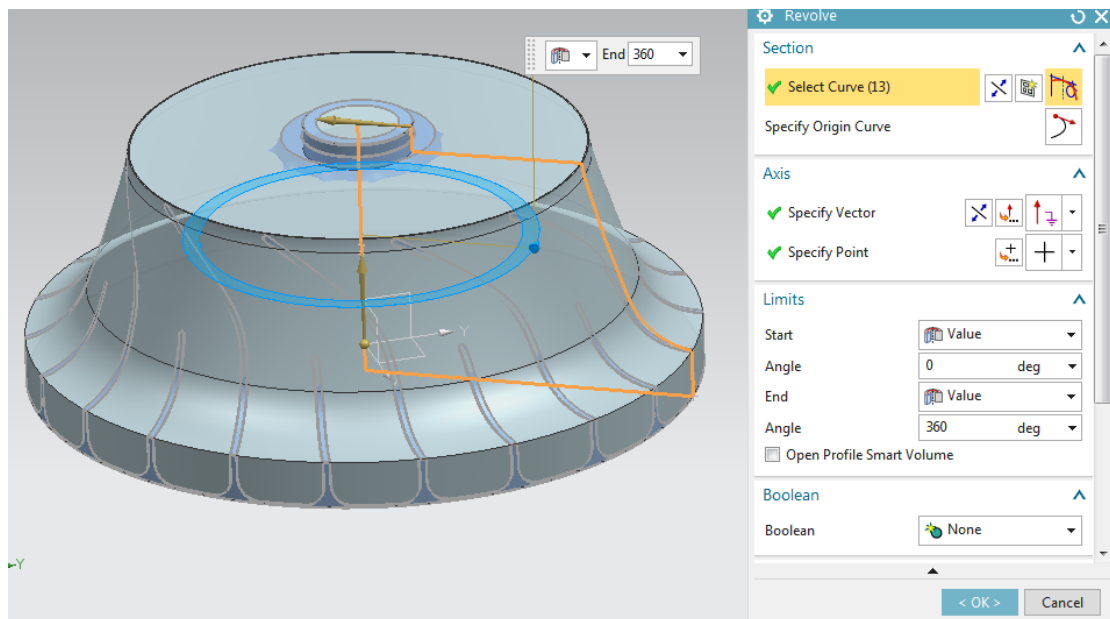 Revolve
End 360
Section
Select Curve (13)
Specify Origin Curve
Axis
Specify Vector
Specify Point
Limits
Start Value
Angle 0 deg
End Value
Angle 360 deg
Open Profile Smart Volume
Boolean
Boolean None
< OK > Cancel
Y
Y